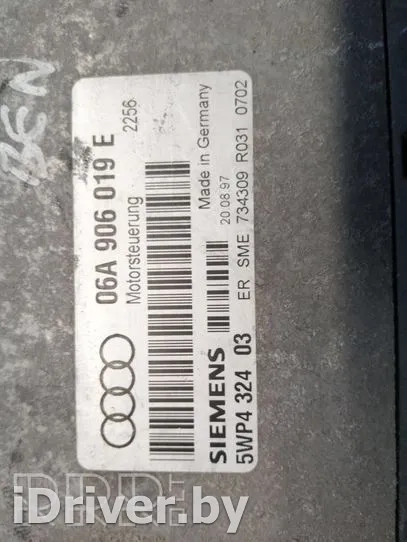 BEN
06A 906 019 E
Motorsteuerung 2256
Made in Germany
20.08.97
SIEMENS
5WP4 324 03
ER SME 734309 R031 0702
iDriver.by